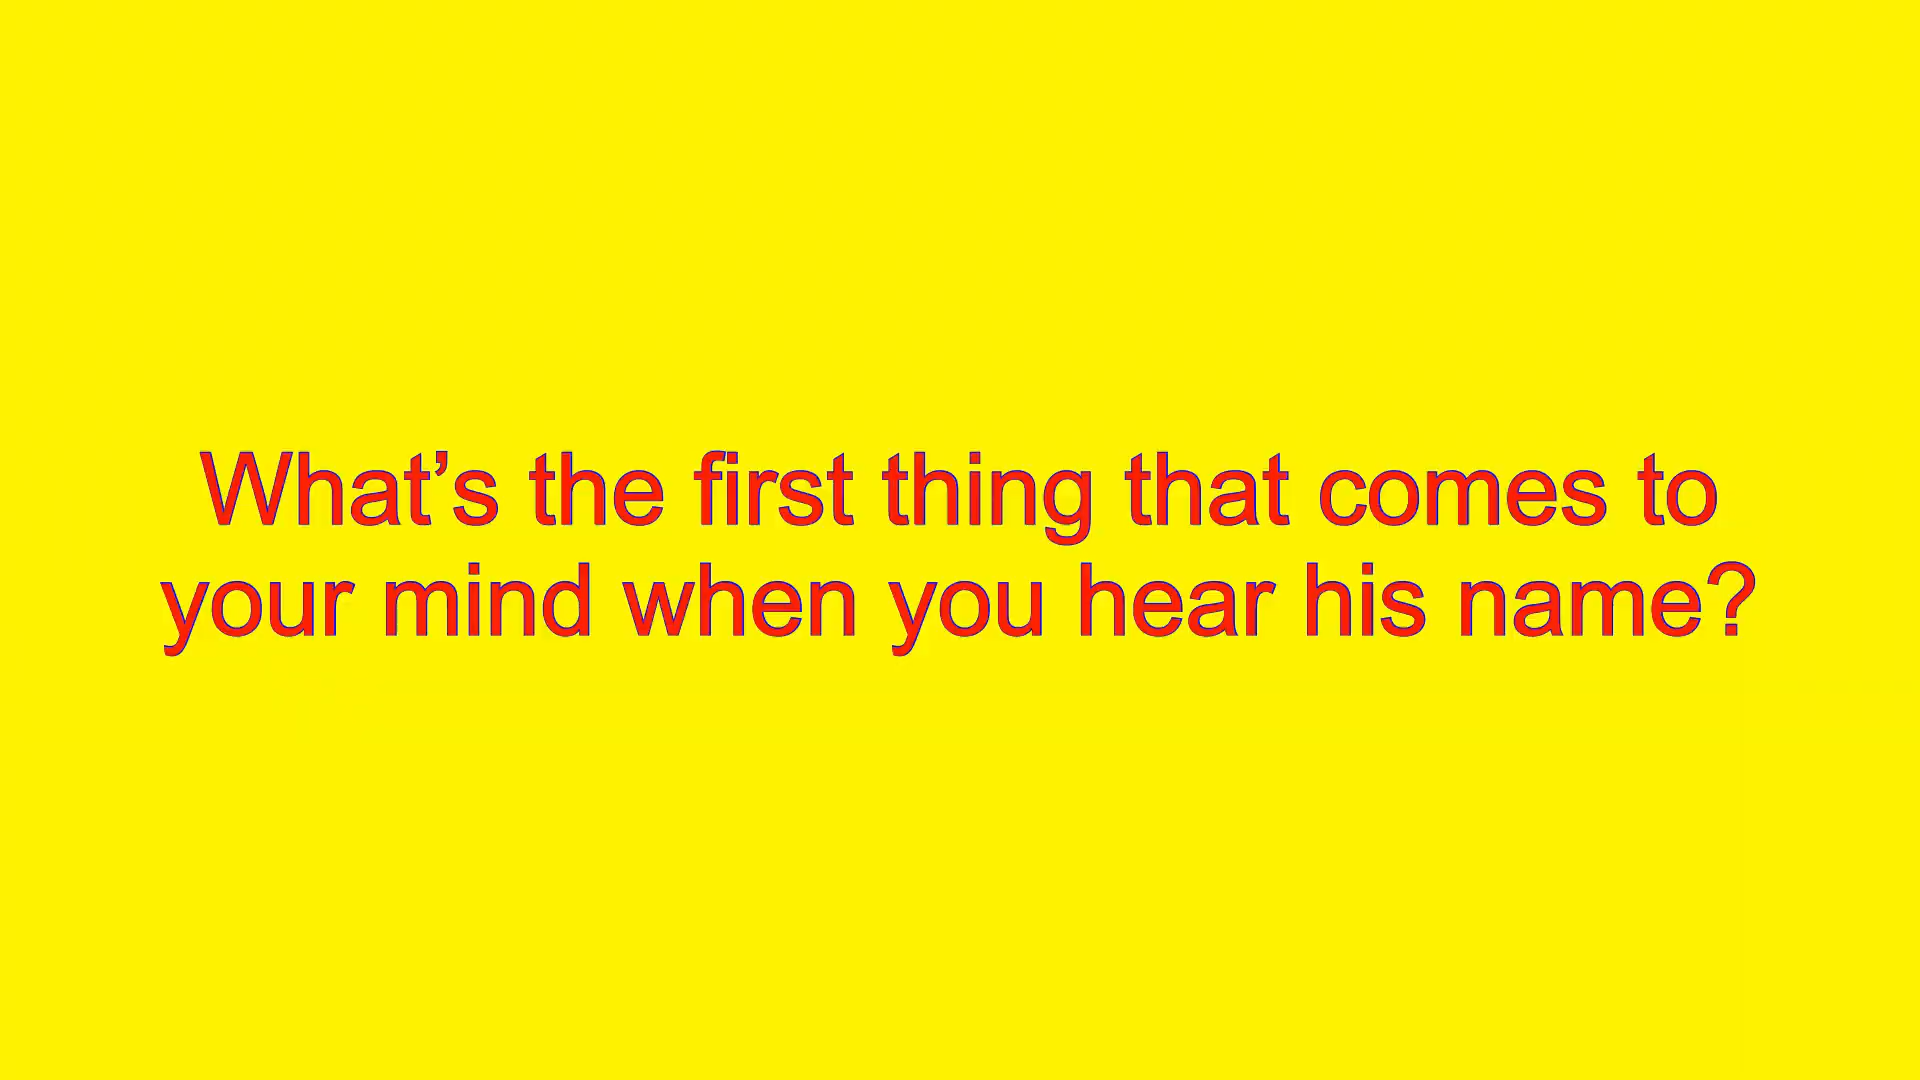 What’s the first thing that comes to
your mind when you hear his name?